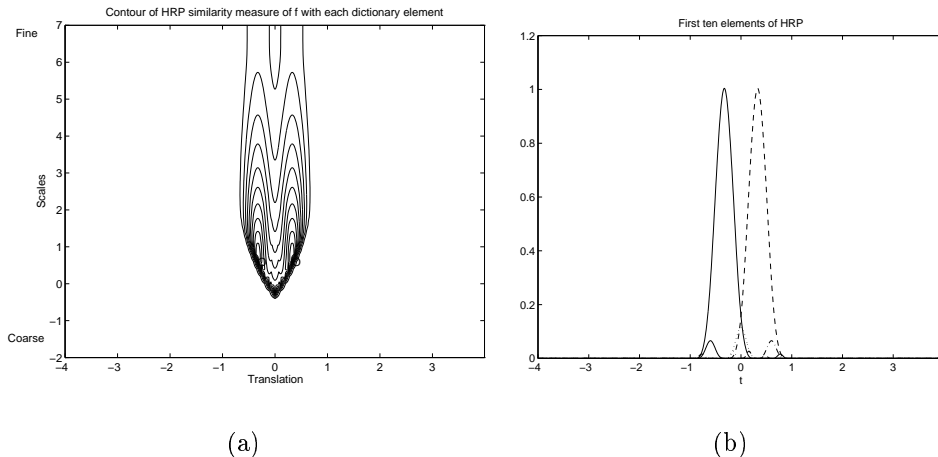 Contour of HRP similarity measure of f with each dictionary element
Fine
7
6
5
4
3
2
1
0
−1
−2
Scales
Coarse
−4 −3 −2 −1 0 1 2 3
Translation
(a)
First ten elements of HRP
1.2
1
0.8
0.6
0.4
0.2
0
−4 −3 −2 −1 0 1 2 3
t
(b)